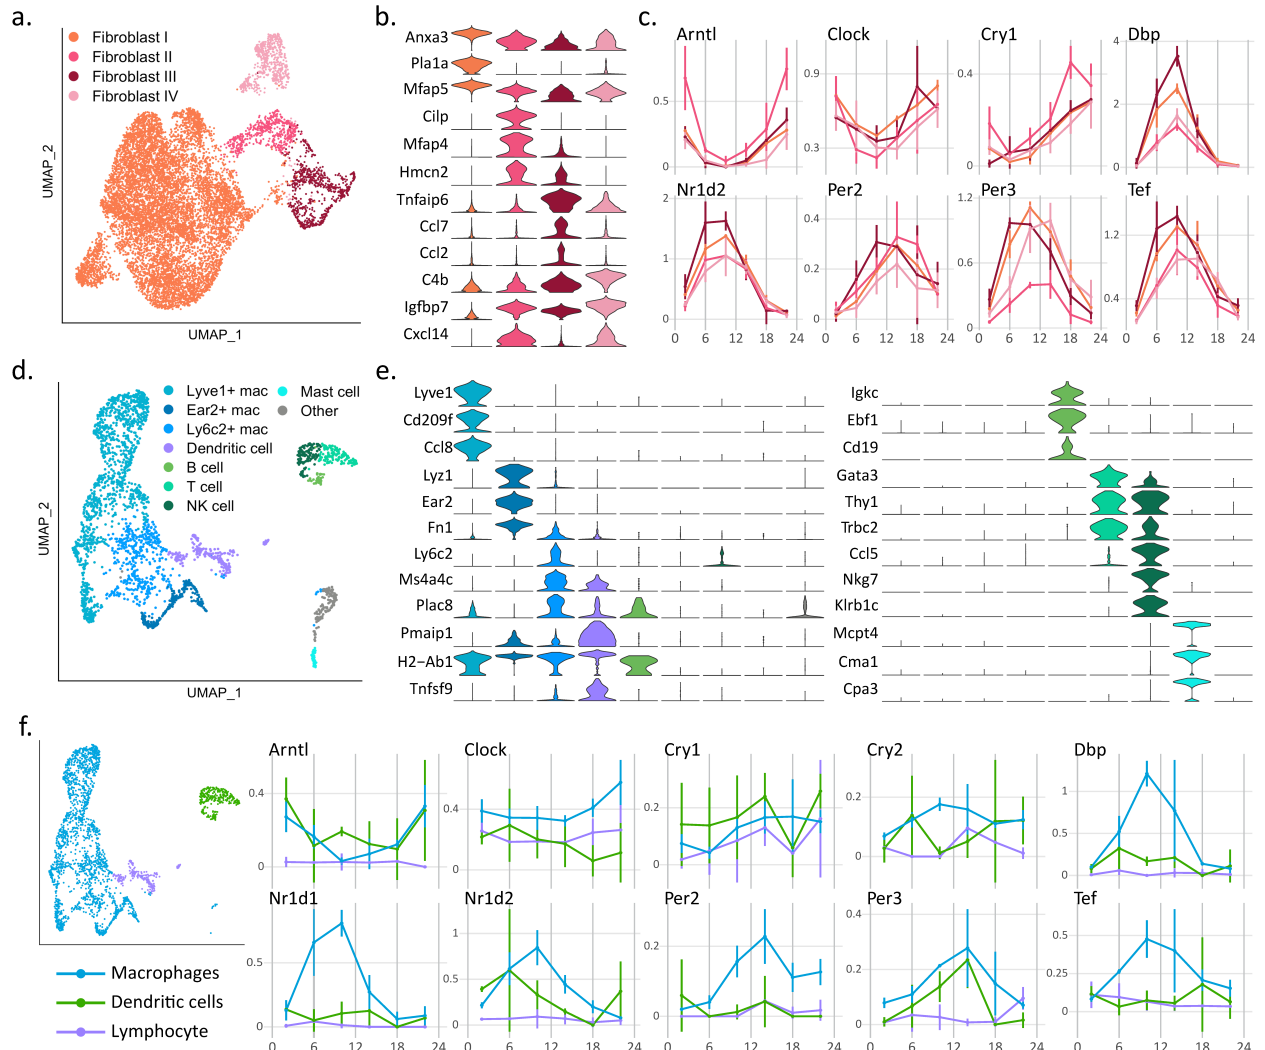 a.
Fibroblast I
Fibroblast II
Fibroblast III
Fibroblast IV
UMAP_2
UMAP_1
b.
Anxa3
Pla1a
Mfap5
Cilp
Mfap4
Hmcn2
Tnfaip6
Ccl7
Ccl2
C4b
Igfbp7
Cxcl14
c.
Arntl
Clock
Cry1
Dbp
0.5
0
0.9
0.3
0.4
0
4
2
0
Nr1d2
Per2
Per3
Tef
2
1
0
0.4
0.2
0
1.2
0.6
0
1.2
0.4
0 6 12 18 24
0 6 12 18 24
0 6 12 18 24
0 6 12 18 24
d.
Lyve1+ mac
Ear2+ mac
Ly6c2+ mac
Dendritic cell
B cell
T cell
NK cell
Mast cell
Other
UMAP_2
UMAP_1
e.
Lyve1
Cd209f
Ccl8
Lyz1
Ear2
Fn1
Ly6c2
Ms4a4c
Plac8
Pmaip1
H2−Ab1
Tnfsf9
Igkc
Ebf1
Cd19
Gata3
Thy1
Trbc2
Ccl5
Nkg7
Klrb1c
Mcpt4
Cma1
Cpa3
f.
Macrophages
Dendritic cells
Lymphocyte
Arntl
Clock
Cry1
Cry2
Dbp
0.4
0
0.4
0
0.2
0
0.2
0
1
0.5
0
Nr1d1
Nr1d2
Per2
Per3
Tef
0.5
0
1
0.5
0
0.2
0
0.4
0.2
0
0.5
0.25
0
0 6 12 18 24
0 6 12 18 24
0 6 12 18 24
0 6 12 18 24
0 6 12 18 24